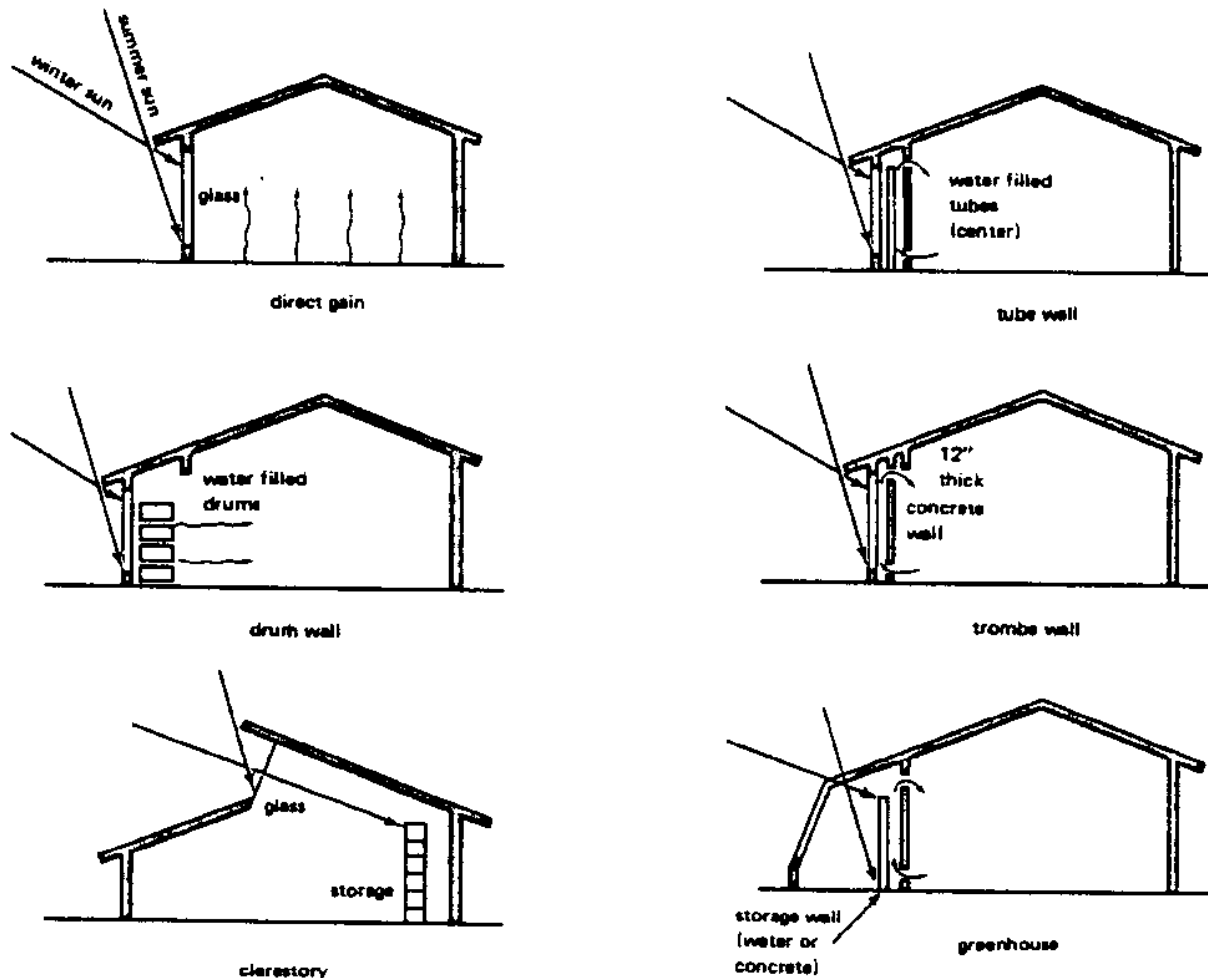 summer sun
winter sun
glass
direct gain
water filled
tubes
(center)
tube wall
water filled
drums
drum wall
12"
thick
concrete
wall
trombe wall
glass
storage
clerestory
storage wall
(water or
concrete)
greenhouse